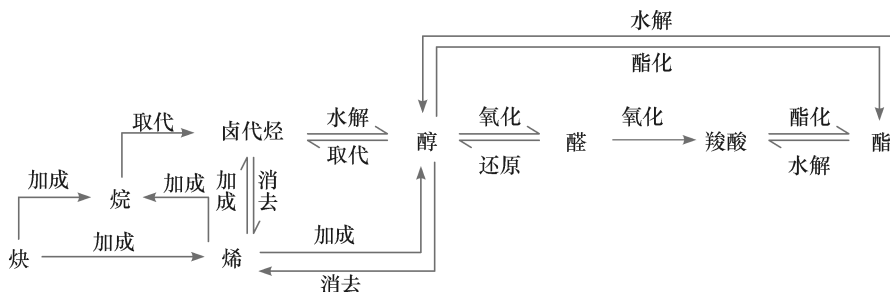 水解
酯化
取代
卤代烃
水解
取代
醇
氧化
还原
醛
氧化
羧酸
酯化
水解
酯
加成
烷
加成
加成
消去
炔
加成
烯
加成
消去